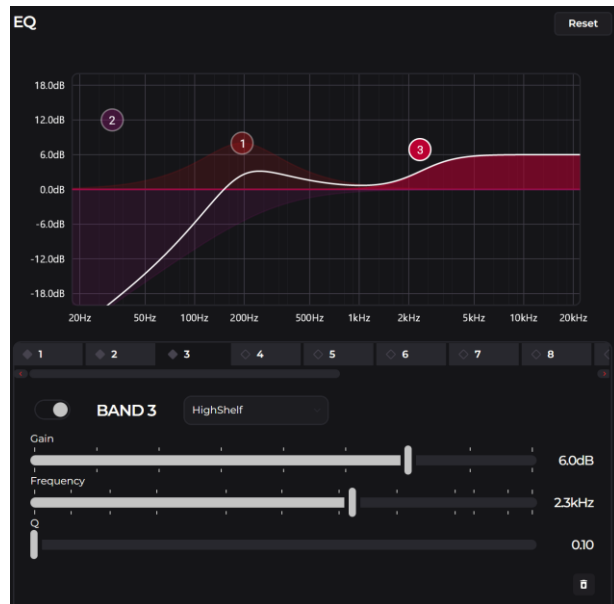 EQ
Reset
18.0dB
12.0dB
6.0dB
0.0dB
-6.0dB
-12.0dB
-18.0dB
2
1
3
20Hz 50Hz 100Hz 200Hz 500Hz 1kHz 2kHz 5kHz 10kHz 20kHz
1 2 3 4 5 6 7 8
BAND 3 HighShelf
Gain
6.0dB
Frequency
2.3kHz
Q
0.10